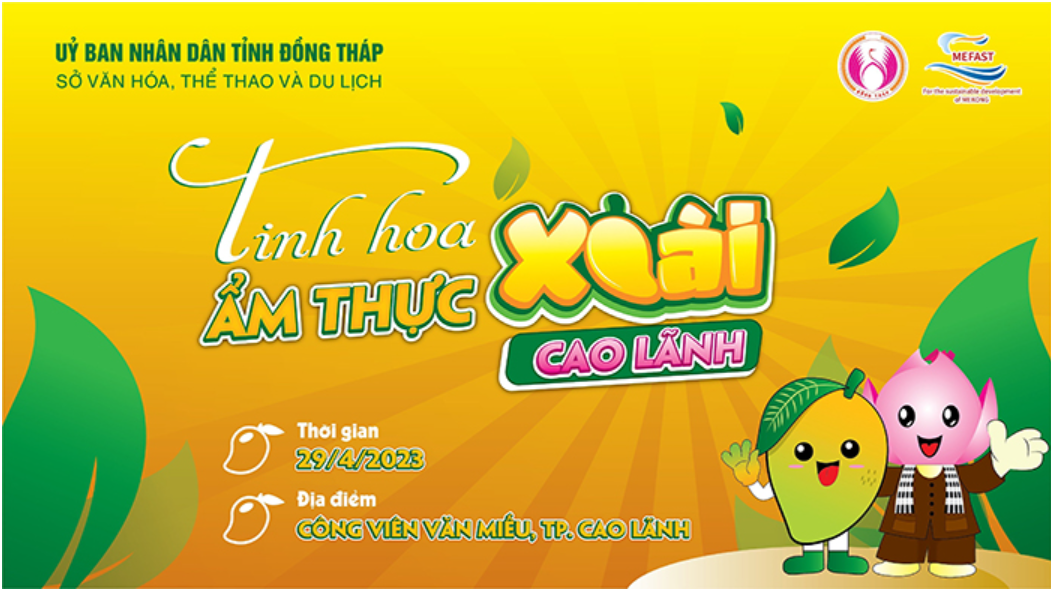 UỶ BAN NHÂN DÂN TỈNH ĐỒNG THÁP
SỞ VĂN HÓA, THỂ THAO VÀ DU LỊCH
ĐỒNG THÁP
MEFAST
For the sustainable development
of MEKONG
Tinh hoa
ẨM THỰC
Xoài
CAO LÃNH
Thời gian
29/4/2023
Địa điểm
CÔNG VIÊN VĂN MIẾU, TP. CAO LÃNH